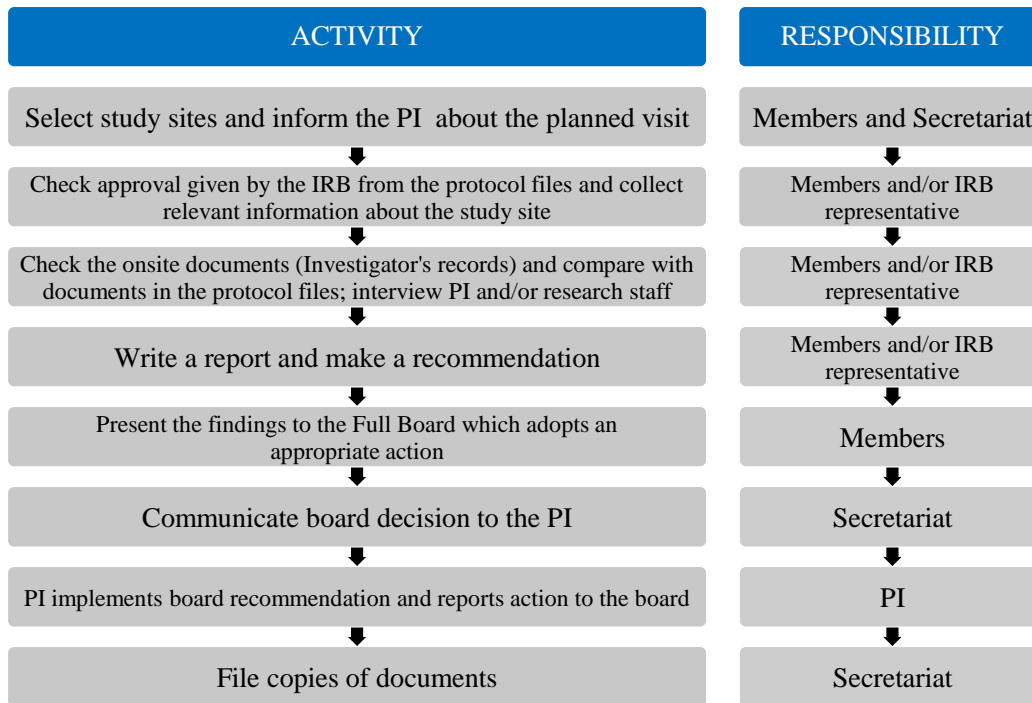 ACTIVITY
RESPONSIBILITY
Select study sites and inform the PI about the planned visit
Members and Secretariat
Check approval given by the IRB from the protocol files and collect
relevant information about the study site
Members and/or IRB
representative
Check the onsite documents (Investigator's records) and compare with
documents in the protocol files; interview PI and/or research staff
Members and/or IRB
representative
Write a report and make a recommendation
Members and/or IRB
representative
Present the findings to the Full Board which adopts an
appropriate action
Members
Communicate board decision to the PI
Secretariat
PI implements board recommendation and reports action to the board
PI
File copies of documents
Secretariat